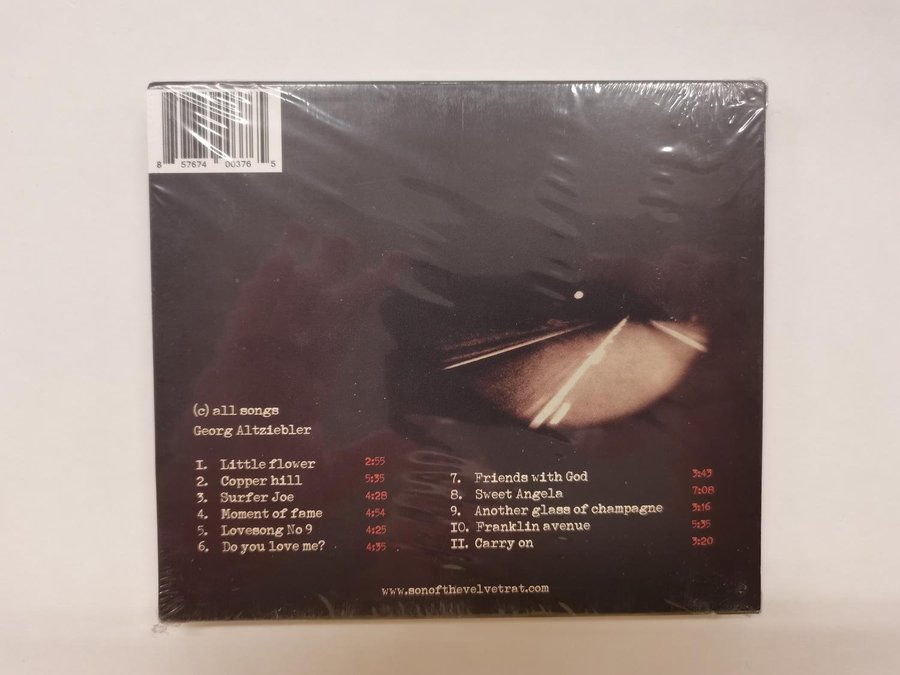 8 57674 00376 5
(c) all songs
Georg Altziebler
1. Little flower 2:55
2. Copper hill 5:35
3. Surfer Joe 4:28
4. Moment of fame 4:54
5. Lovesong No 9 4:25
6. Do you love me? 4:35
7. Friends with God 3:43
8. Sweet Angela 7:08
9. Another glass of champagne 3:16
10. Franklin avenue 5:35
11. Carry on 3:20
www.sonofthevelvetrat.com